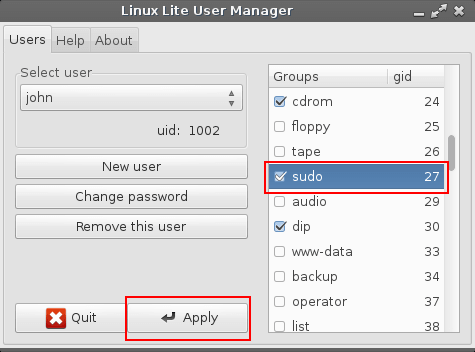 Linux Lite User Manager
Users Help About
Select user
john
uid: 1002
New user
Change password
Remove this user
Quit Apply
Groups gid
cdrom 24
floppy 25
tape 26
sudo 27
audio 29
dip 30
www-data 33
backup 34
operator 37
list 38